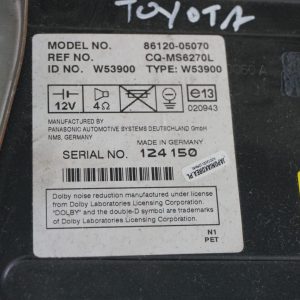 TOYOTA
MODEL NO. 86120-05070
REF NO. CQ-MS6270L
ID NO. W53900 TYPE: W53900
12V 4Ω e13
020943
MANUFACTURED BY
PANASONIC AUTOMOTIVE SYSTEMS DEUTSCHLAND GmbH
NMS, GERMANY MADE IN GERMANY
SERIAL NO. 124150
Dolby noise reduction manufactured under license
from Dolby Laboratories Licensing Corporation.
"DOLBY" and the double-D symbol are trademarks
of Dolby Laboratories Licensing Corporation.
N1
PET